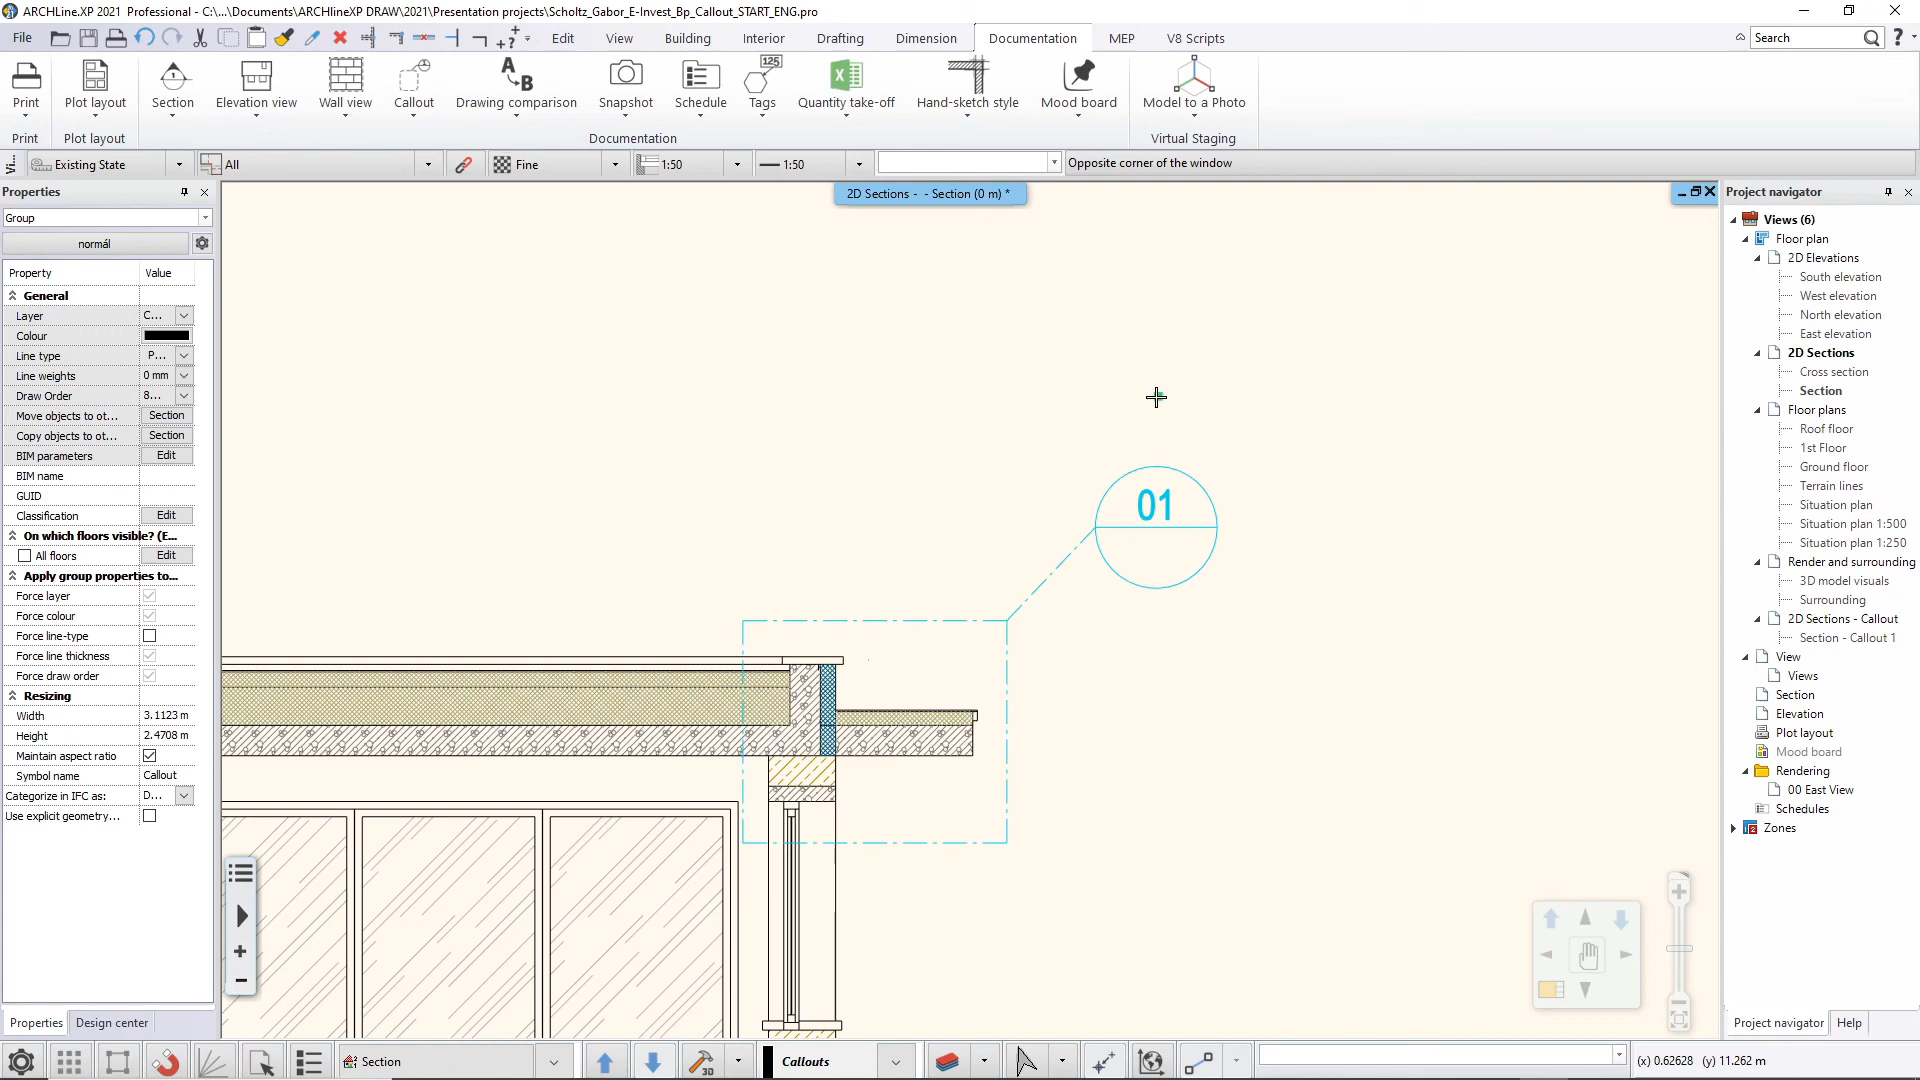 ARCHLine.XP 2021 Professional - C:\...\Documents\ARCHlineXP DRAW\2021\Presentation projects\Scholtz_Gabor_E-Invest_Bp_Callout_START_ENG.pro
File Edit View Building Interior Drafting Dimension Documentation MEP V8 Scripts Search
Print Plot layout Section Elevation view Wall view Callout Drawing comparison Snapshot Schedule Tags Quantity take-off Hand-sketch style Mood board Model to a Photo
Print Plot layout Documentation Virtual Staging
Existing State All Fine 1:50 1:50 Opposite corner of the window
Properties
Group
normál
Property Value
General
Layer C...
Colour
Line type P...
Line weights 0 mm
Draw Order 8...
Move objects to ot... Section
Copy objects to ot... Section
BIM parameters Edit
BIM name
GUID
Classification Edit
On which floors visible? (E...
All floors Edit
Apply group properties to...
Force layer
Force colour
Force line-type
Force line thickness
Force draw order
Resizing
Width 3.1123 m
Height 2.4708 m
Maintain aspect ratio
Symbol name Callout
Categorize in IFC as: D...
Use explicit geometry...
Properties Design center
2D Sections - - Section (0 m) *
01
Project navigator
Views (6)
Floor plan
2D Elevations
South elevation
West elevation
North elevation
East elevation
2D Sections
Cross section
Section
Floor plans
Roof floor
1st Floor
Ground floor
Terrain lines
Situation plan
Situation plan 1:500
Situation plan 1:250
Render and surrounding
3D model visuals
Surrounding
2D Sections - Callout
Section - Callout 1
View
Views
Section
Elevation
Plot layout
Mood board
Rendering
00 East View
Schedules
Zones
Project navigator Help
Section 3D Callouts (x) 0.62628 (y) 11.262 m